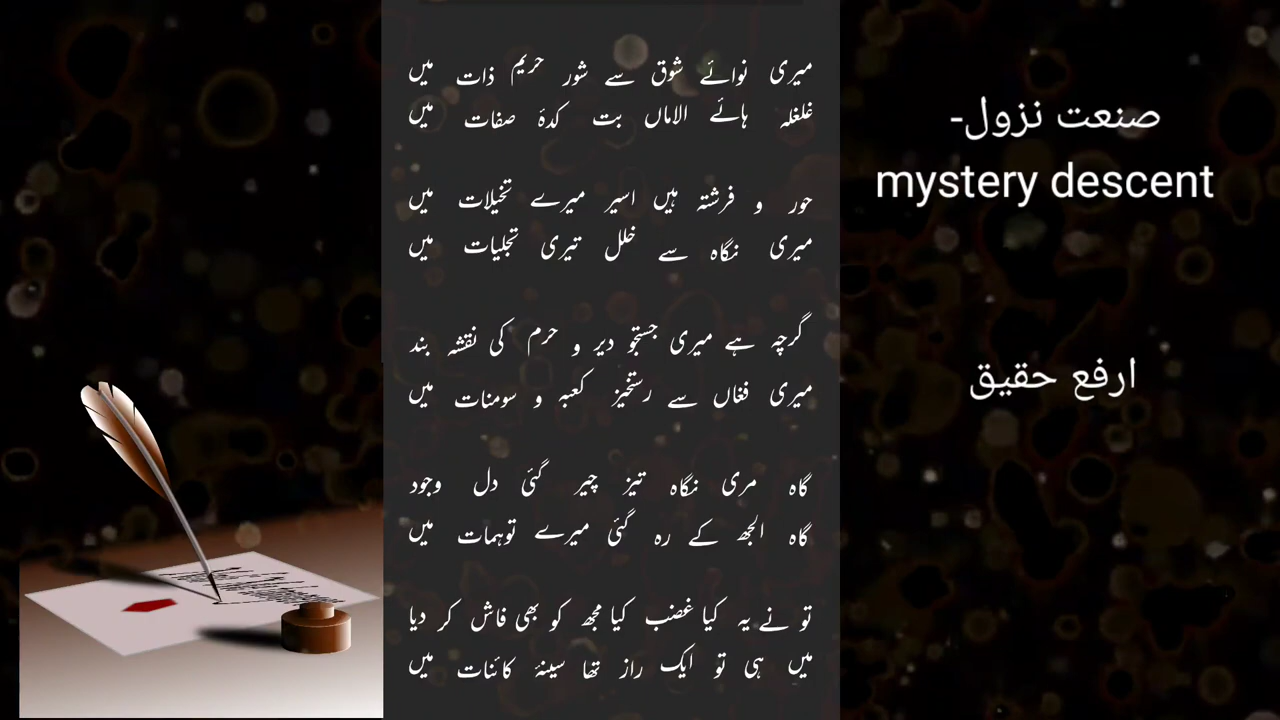 میری نوائے شوق سے شور حریم ذات میں
غلغلہ ہائے الاماں بت کدۂ صفات میں
حور و فرشتہ ہیں اسیر میرے تخیلات میں
میری نگاہ سے خلل تیری تجلیات میں
گرچہ ہے میری جستجو دیر و حرم کی نقشہ بند
میری فغاں سے رستخیز کعبہ و سومنات میں
گاہ مری نگاہ تیز چیر گئی دل وجود
گاہ الجھ کے رہ گئی میرے توہمات میں
تو نے یہ کیا غضب کیا مجھ کو بھی فاش کر دیا
میں ہی تو ایک راز تھا سینۂ کائنات میں
صنعت نزول-
mystery descent
ارفع حقیق